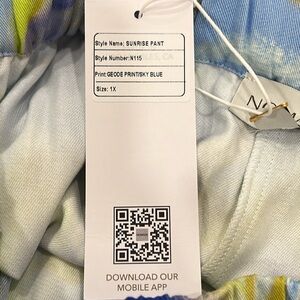 Style Name: SUNRISE PANT
Style Number:N115
Print GEODE PRINT/SKY BLUE
Size: 1X
DOWNLOAD OUR
MOBILE APP